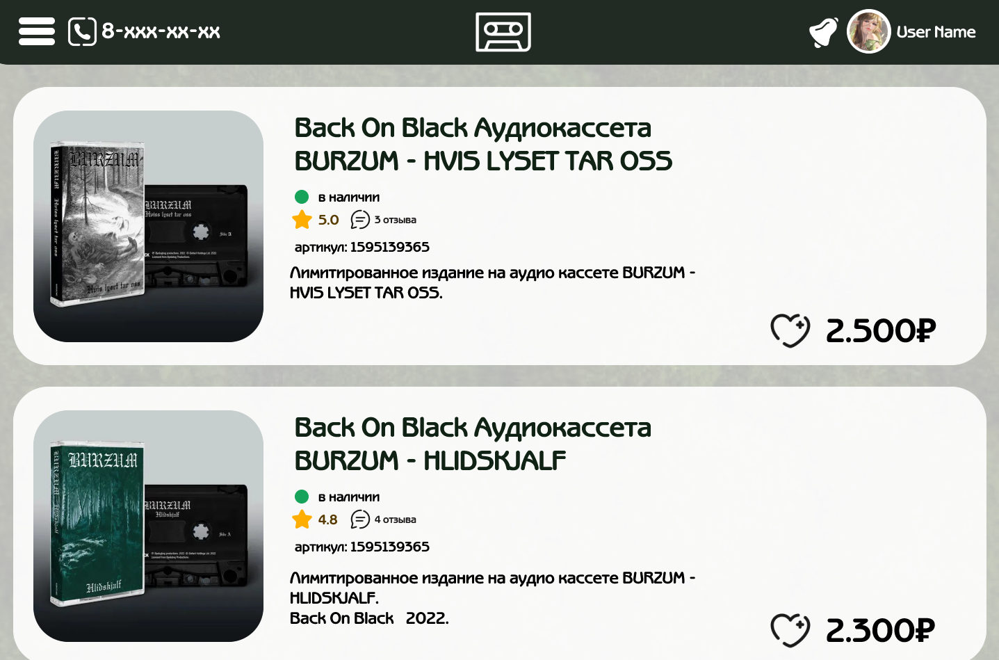 8-xxx-xx-xx
User Name
Back On Black Аудиокассета
BURZUM - HVIS LYSET TAR OSS
в наличии
5.0
3 отзыва
артикул: 1595139365
Лимитированное издание на аудио кассете BURZUM -
HVIS LYSET TAR OSS.
2.500₽
BURZUM
BURZUM
Hviss lyset tar oss
Side A
Hvis lyset tar oss
Back On Black Аудиокассета
BURZUM - HLIDSKJALF
в наличии
4.8
4 отзыва
артикул: 1595139365
Лимитированное издание на аудио кассете BURZUM -
HLIDSKJALF.
Back On Black 2022.
2.300₽
BURZUM
BURZUM
Hlidskjalf
Side A
Hlidskjalf